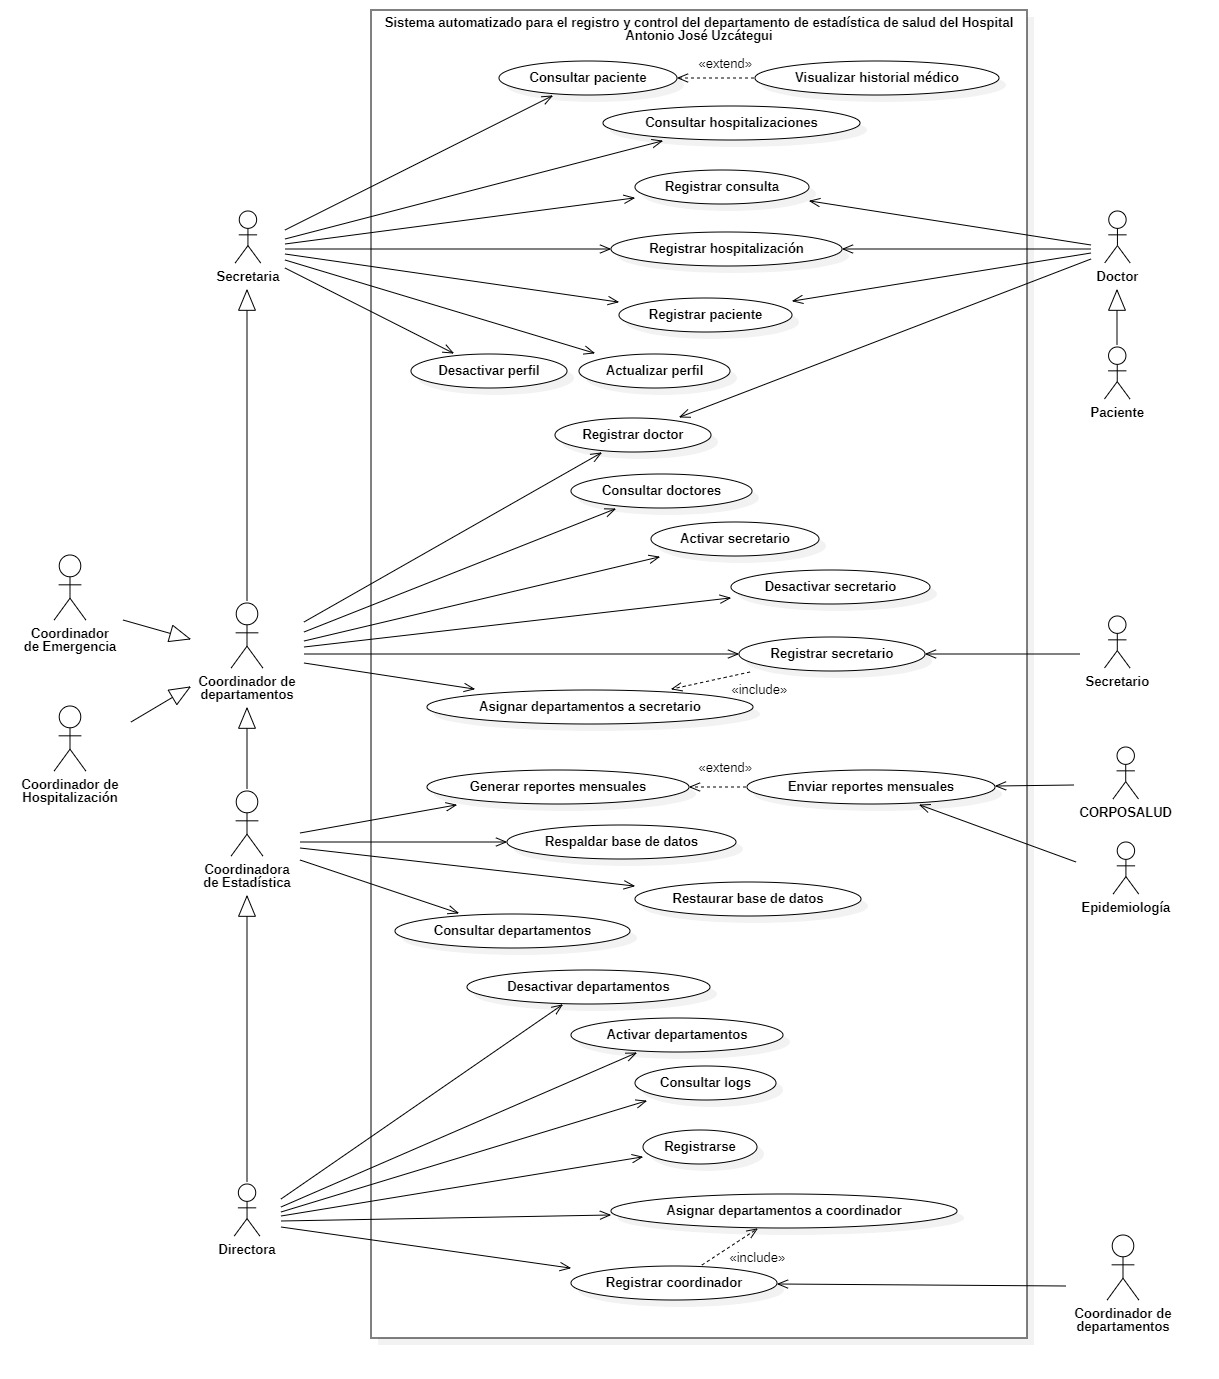 Sistema automatizado para el registro y control del departamento de estadística de salud del Hospital
Antonio José Uzcátegui
«extend»
Consultar paciente
Visualizar historial médico
Consultar hospitalizaciones
Registrar consulta
Registrar hospitalización
Secretaria
Doctor
Registrar paciente
Desactivar perfil
Actualizar perfil
Paciente
Registrar doctor
Consultar doctores
Activar secretario
Desactivar secretario
Coordinador
de Emergencia
Registrar secretario
Coordinador de
departamentos
Secretario
«include»
Asignar departamentos a secretario
«extend»
Coordinador de
Hospitalización
Generar reportes mensuales
Enviar reportes mensuales
CORPOSALUD
Respaldar base de datos
Coordinadora
de Estadística
Restaurar base de datos
Epidemiología
Consultar departamentos
Desactivar departamentos
Activar departamentos
Consultar logs
Registrarse
Asignar departamentos a coordinador
Directora
«include»
Registrar coordinador
Coordinador de
departamentos